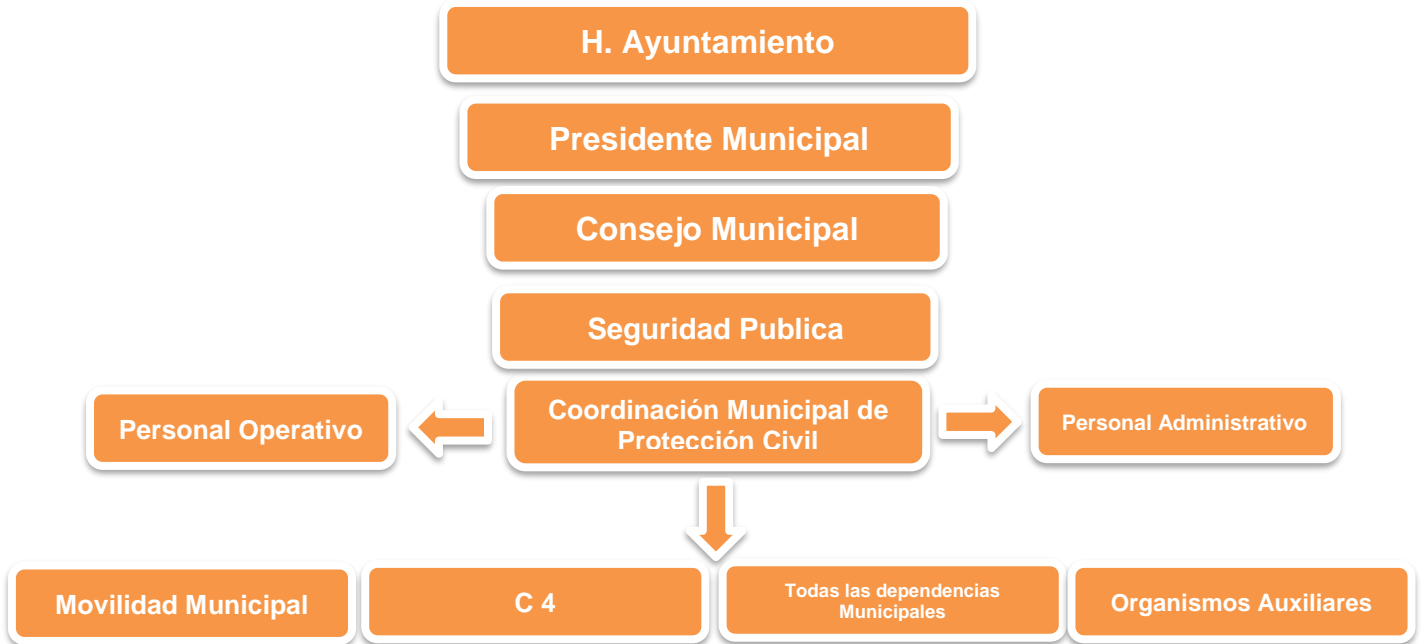 H. Ayuntamiento
Presidente Municipal
Consejo Municipal
Seguridad Publica
Coordinación Municipal de
Protección Civil
Personal Operativo
Personal Administrativo
Movilidad Municipal
C 4
Todas las dependencias
Municipales
Organismos Auxiliares